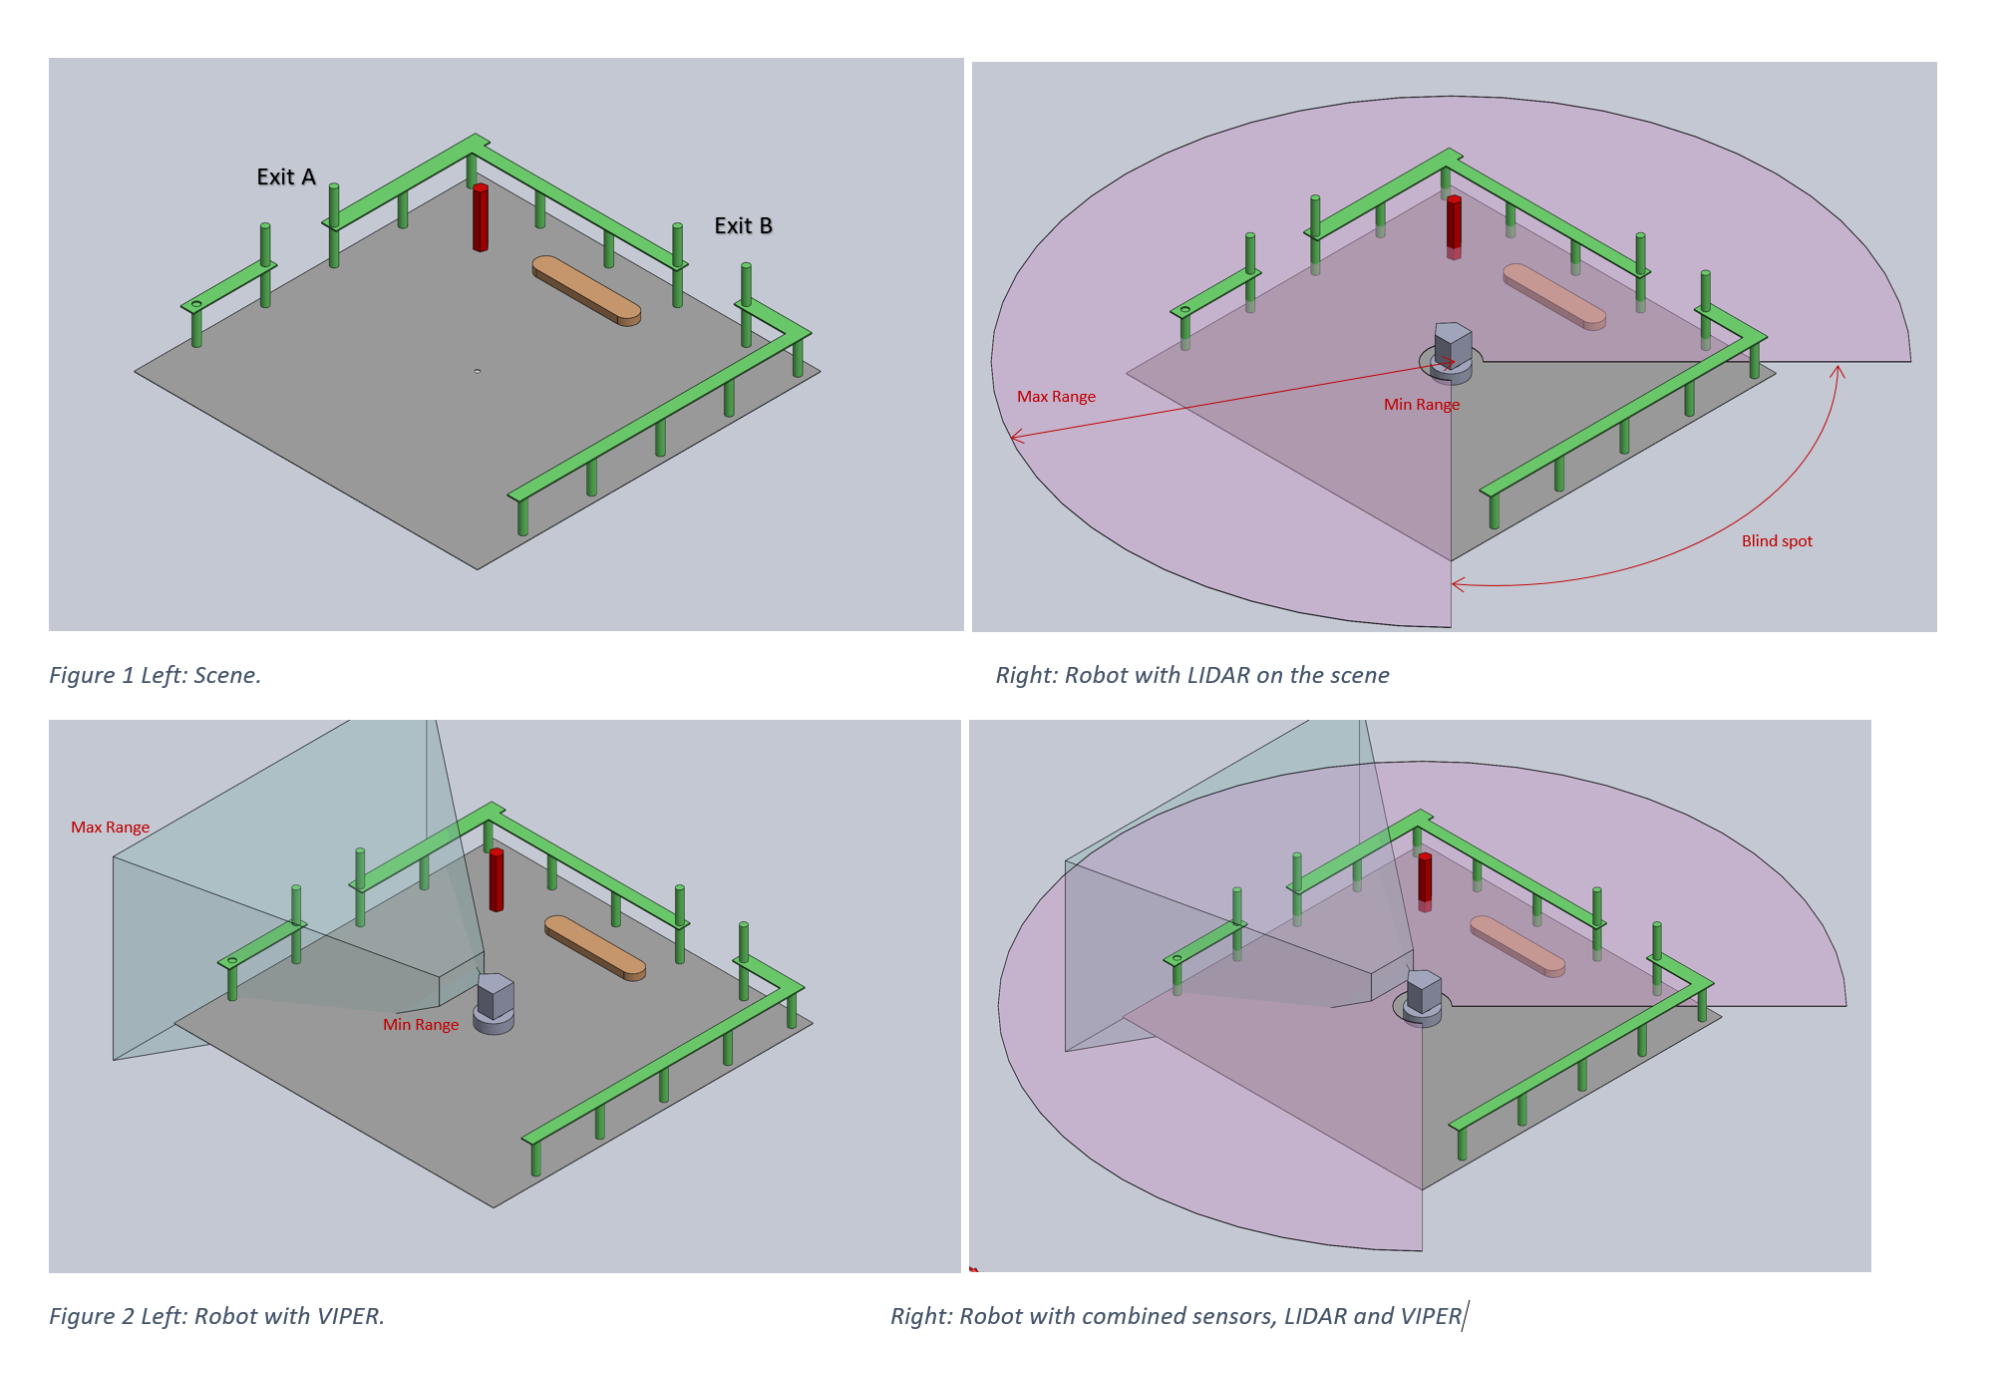 Exit A
Exit B
Max Range
Min Range
Blind spot
Figure 1 Left: Scene.
Right: Robot with LIDAR on the scene
Max Range
Min Range
Figure 2 Left: Robot with VIPER.
Right: Robot with combined sensors, LIDAR and VIPER